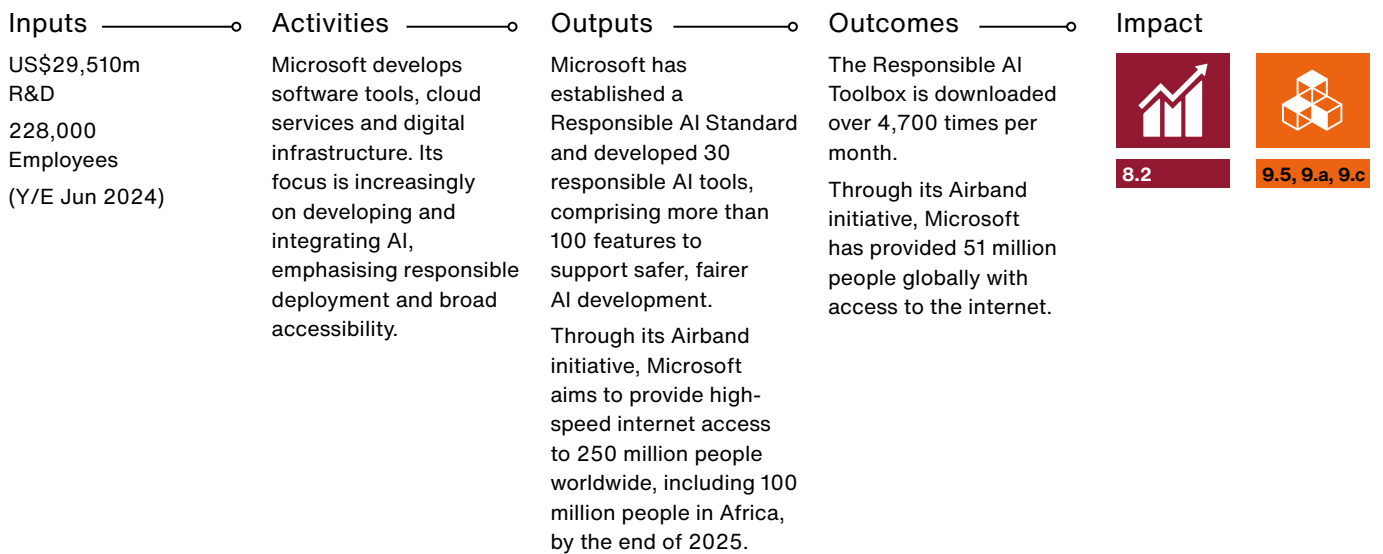 Inputs
US$29,510m
R&D
228,000
Employees
(Y/E Jun 2024)
Activities
Microsoft develops
software tools, cloud
services and digital
infrastructure. Its
focus is increasingly
on developing and
integrating AI,
emphasising responsible
deployment and broad
accessibility.
Outputs
Microsoft has
established a
Responsible AI Standard
and developed 30
responsible AI tools,
comprising more than
100 features to
support safer, fairer
AI development.
Through its Airband
initiative, Microsoft
aims to provide high-
speed internet access
to 250 million people
worldwide, including 100
million people in Africa,
by the end of 2025.
Outcomes
The Responsible AI
Toolbox is downloaded
over 4,700 times per
month.
Through its Airband
initiative, Microsoft
has provided 51 million
people globally with
access to the internet.
Impact
8.2
9.5, 9.a, 9.c